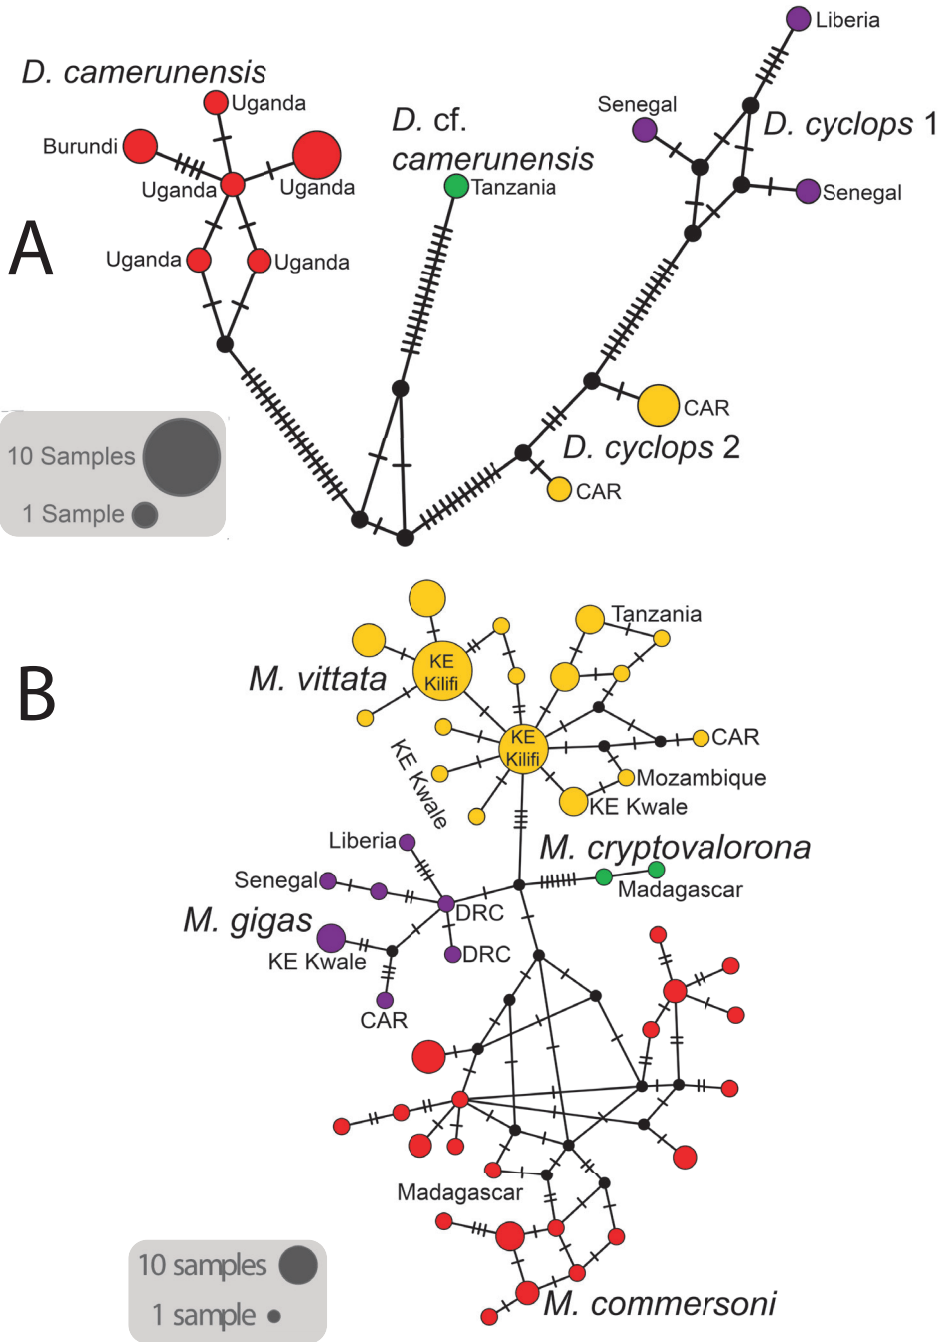 Liberia
D. camerunensis
Uganda
D. cf.
camerunensis
Senegal
D. cyclops 1
Burundi
Uganda
Uganda
Tanzania
Senegal
A
Uganda
Uganda
CAR
D. cyclops 2
10 Samples
CAR
1 Sample
Tanzania
B
M. vittata
KE
Kilifi
KE
Kilifi
CAR
KE Kwale
Mozambique
KE Kwale
Liberia
M. cryptovalorona
Senegal
Madagascar
M. gigas
DRC
KE Kwale
DRC
CAR
Madagascar
10 samples
1 sample
M. commersoni